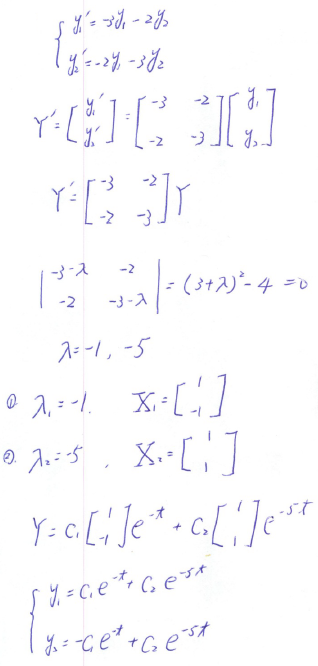 { y₁' = -3y₁ - 2y₂
y₂' = -2y₁ - 3y₂
Y' = [y₁' y₂'] = [-3 -2 -2 -3][y₁ y₂]
Y' = [-3 -2 -2 -3] Y
|-3-λ -2 -2 -3-λ| = (3+λ)² - 4 = 0
λ = -1, -5
① λ₁ = -1. X₁ = [1 -1]
②. λ₂ = -5, X₂ = [1 1]
Y = C₁[1 -1]e^-t + C₂[1 1]e^-5t
{ y₁ = C₁e^-t + C₂e^-5t
y₂ = -C₁e^-t + C₂e^-5t